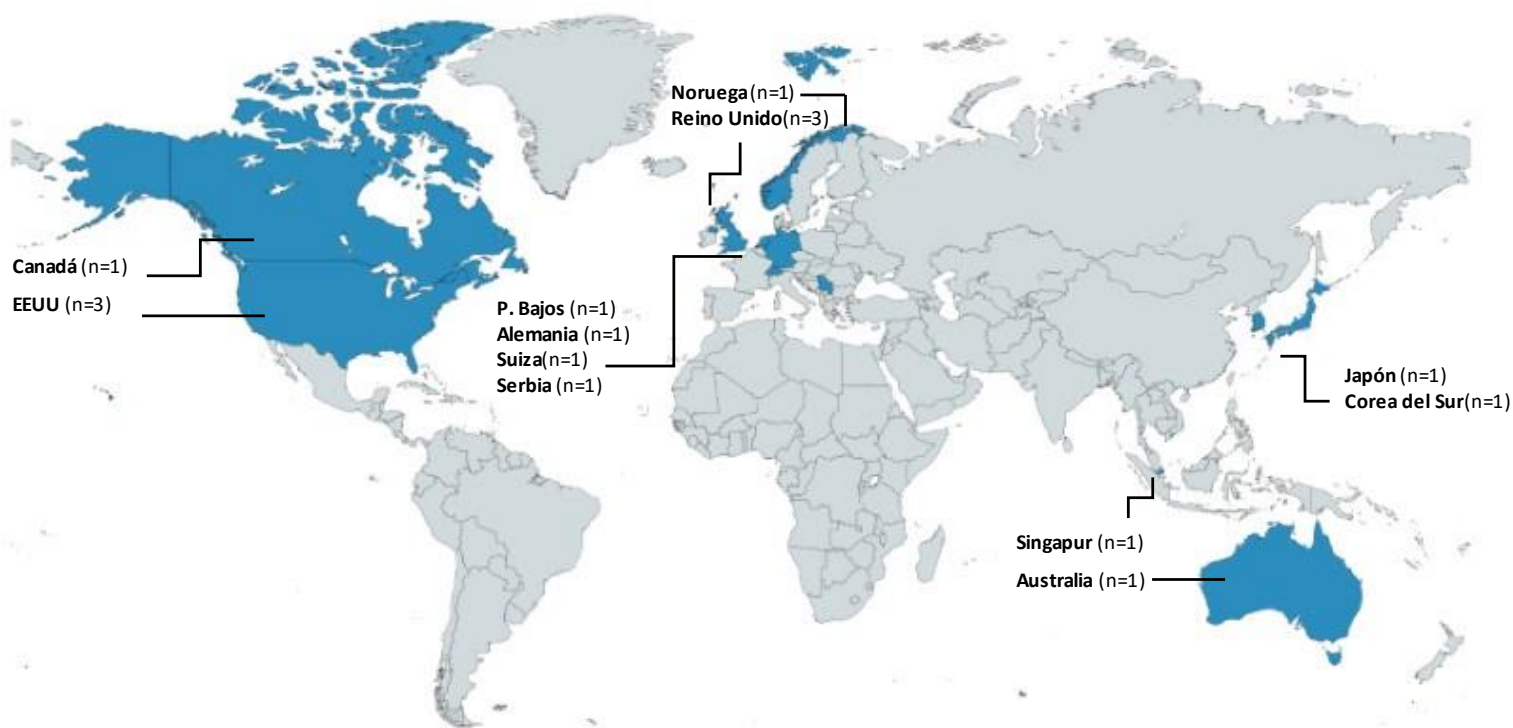 Noruega(n=1)
Reino Unido(n=3)
Canadá (n=1)
EEUU (n=3)
P. Bajos (n=1)
Alemania (n=1)
Suiza(n=1)
Serbia (n=1)
Japón (n=1)
Corea del Sur(n=1)
Singapur (n=1)
Australia (n=1)